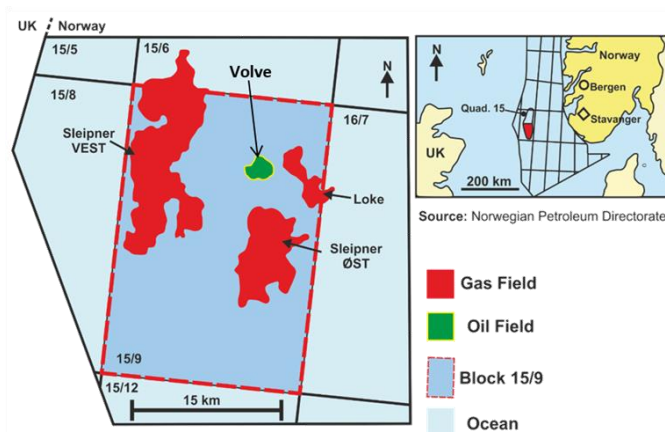 UK
Norway
15/5
15/6
Volve
N
15/8
16/7
Sleipner
VEST
Loke
Sleipner
ØST
15/9
15/12
15 km
N
Norway
Bergen
Quad. 15
Stavanger
UK
200 km
Source: Norwegian Petroleum Directorate
Gas Field
Oil Field
Block 15/9
Ocean